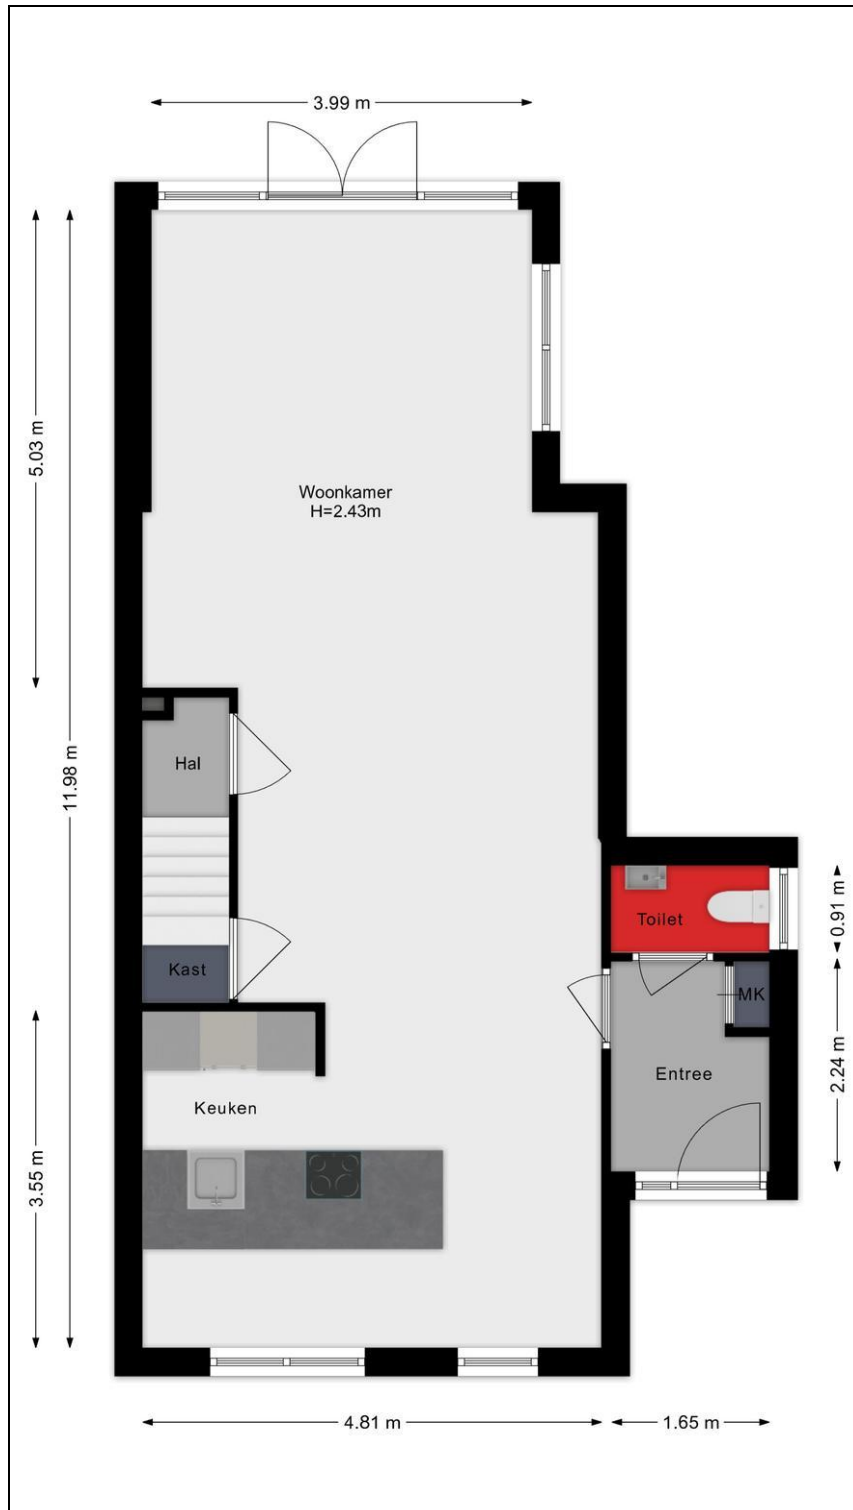 3.99 m
5.03 m
Woonkamer
H=2.43m
11.98 m
Hal
Kast
Toilet
0.91 m
MK
Entree
2.24 m
Keuken
3.55 m
4.81 m
1.65 m